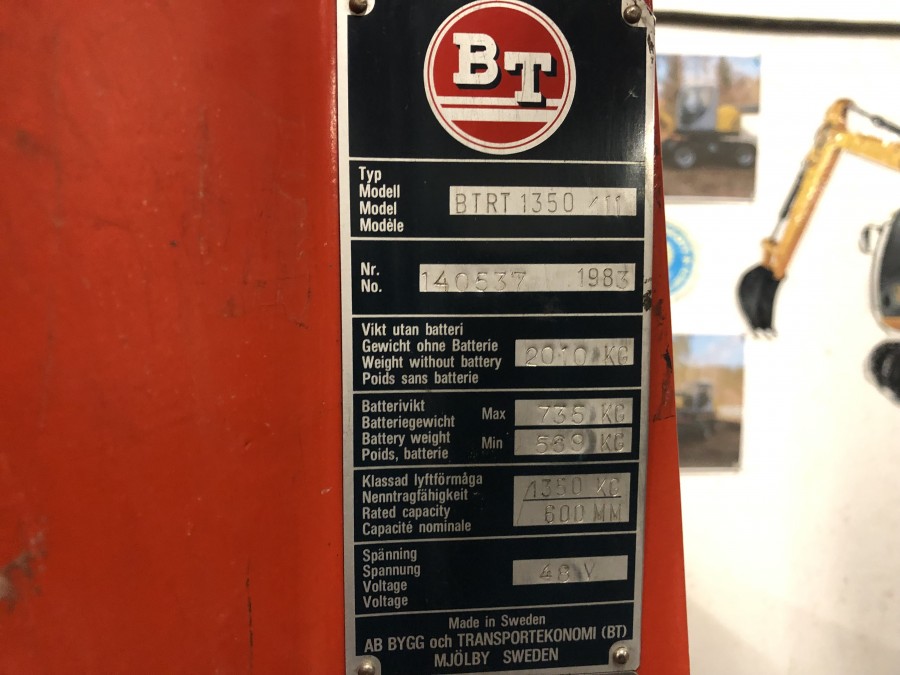 BT
Typ
Modell
Model
Modèle
BTRT 1350 /11
Nr.
No.
140537 1983
Vikt utan batteri
Gewicht ohne Batterie
Weight without battery
Poids sans batterie
2010 KG
Batterivikt
Batteriegewicht
Battery weight
Poids, batterie
Max 735 KG
Min 589 KG
Klassad lyftförmåga
Nenntragfähigkeit
Rated capacity
Capacité nominale
1350 KG
600 MM
Spänning
Spannung
Voltage
Voltage
48 V
Made in Sweden
AB BYGG och TRANSPORTEKONOMI (BT)
MJÖLBY SWEDEN